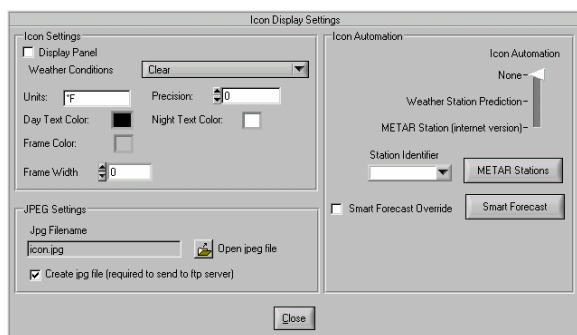 Icon Display Settings
Icon Settings
Display Panel
Weather Conditions Clear
Units: °F Precision: 0
Day Text Color: Night Text Color:
Frame Color:
Frame Width 0
JPEG Settings
Jpg Filename
icon.jpg Open jpeg file
Create jpg file (required to send to ftp server)
Icon Automation
Icon Automation
None
Weather Station Prediction
METAR Station (internet version)
Station Identifier
METAR Stations
Smart Forecast Override Smart Forecast
Close